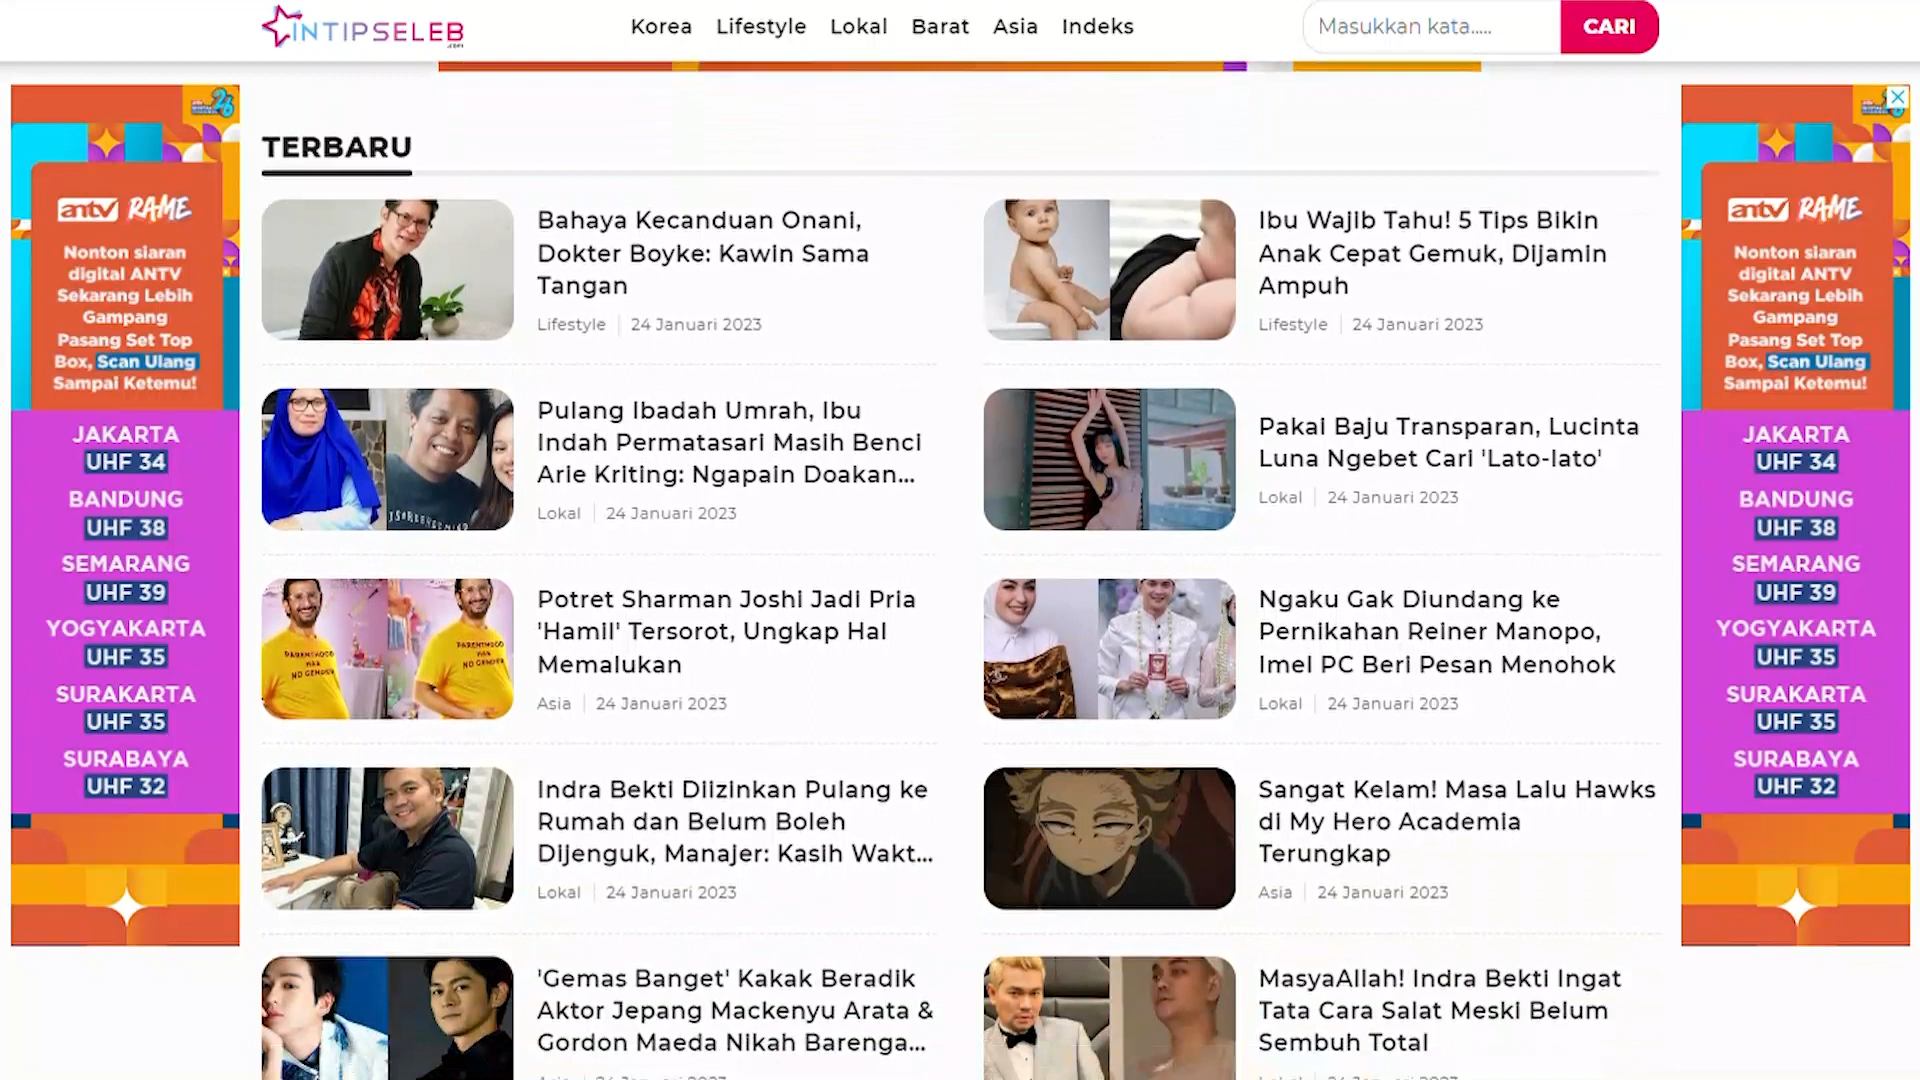 INTIPSELEB
.com
Korea Lifestyle Lokal Barat Asia Indeks
Masukkan kata.....
CARI
antv RAME
Nonton siaran
digital ANTV
Sekarang Lebih
Gampang
Pasang Set Top
Box, Scan Ulang
Sampai Ketemu!
JAKARTA
UHF 34
BANDUNG
UHF 38
SEMARANG
UHF 39
YOGYAKARTA
UHF 35
SURAKARTA
UHF 35
SURABAYA
UHF 32
TERBARU
Bahaya Kecanduan Onani,
Dokter Boyke: Kawin Sama
Tangan
Lifestyle 24 Januari 2023
Ibu Wajib Tahu! 5 Tips Bikin
Anak Cepat Gemuk, Dijamin
Ampuh
Lifestyle 24 Januari 2023
Pulang Ibadah Umrah, Ibu
Indah Permatasari Masih Benci
Arie Kriting: Ngapain Doakan...
Lokal 24 Januari 2023
Pakai Baju Transparan, Lucinta
Luna Ngebet Cari 'Lato-lato'
Lokal 24 Januari 2023
PARENTHOOD
HAS
NO GENDER
PARENTHOOD
HAS
NO GENDER
Potret Sharman Joshi Jadi Pria
'Hamil' Tersorot, Ungkap Hal
Memalukan
Asia 24 Januari 2023
Ngaku Gak Diundang ke
Pernikahan Reiner Manopo,
Imel PC Beri Pesan Menohok
Lokal 24 Januari 2023
Indra Bekti Diizinkan Pulang ke
Rumah dan Belum Boleh
Dijenguk, Manajer: Kasih Wakt...
Lokal 24 Januari 2023
Sangat Kelam! Masa Lalu Hawks
di My Hero Academia
Terungkap
Asia 24 Januari 2023
'Gemas Banget' Kakak Beradik
Aktor Jepang Mackenyu Arata &
Gordon Maeda Nikah Barenga...
MasyaAllah! Indra Bekti Ingat
Tata Cara Salat Meski Belum
Sembuh Total
antv RAME
Nonton siaran
digital ANTV
Sekarang Lebih
Gampang
Pasang Set Top
Box, Scan Ulang
Sampai Ketemu!
JAKARTA
UHF 34
BANDUNG
UHF 38
SEMARANG
UHF 39
YOGYAKARTA
UHF 35
SURAKARTA
UHF 35
SURABAYA
UHF 32